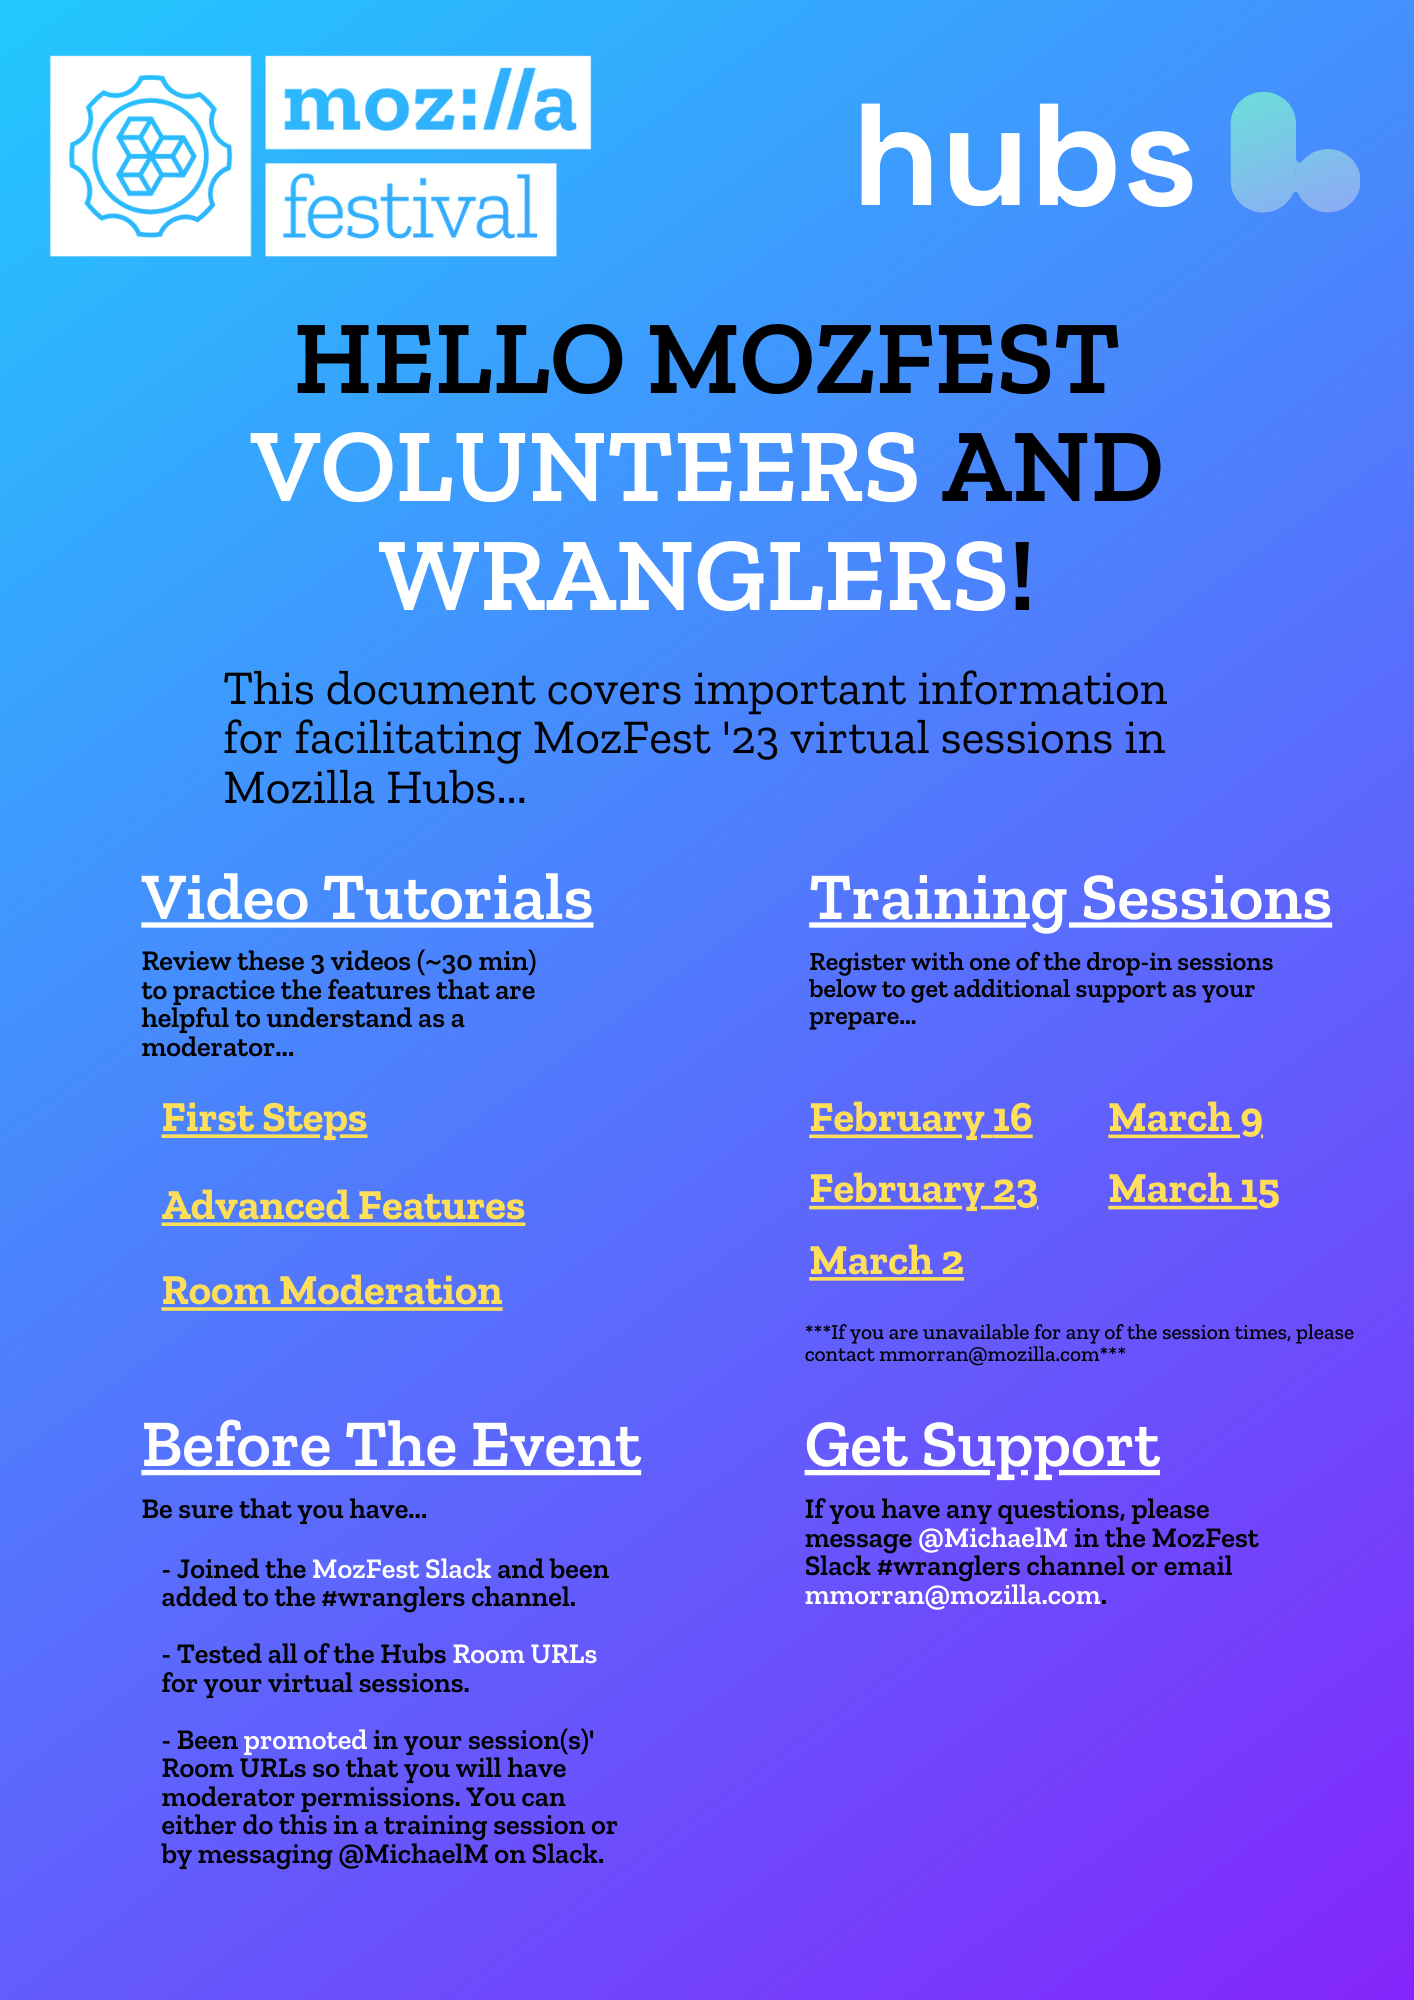 moz://a
festival
hubs
HELLO MOZFEST
VOLUNTEERS AND
WRANGLERS!
This document covers important information
for facilitating MozFest '23 virtual sessions in
Mozilla Hubs...
Video Tutorials
Review these 3 videos (~30 min)
to practice the features that are
helpful to understand as a
moderator...
First Steps
Advanced Features
Room Moderation
Training Sessions
Register with one of the drop-in sessions
below to get additional support as your
prepare...
February 16
February 23
March 2
March 9
March 15
***If you are unavailable for any of the session times, please
contact mmorran@mozilla.com***
Before The Event
Be sure that you have...
- Joined the MozFest Slack and been
added to the #wranglers channel.
- Tested all of the Hubs Room URLs
for your virtual sessions.
- Been promoted in your session(s)'
Room URLs so that you will have
moderator permissions. You can
either do this in a training session or
by messaging @MichaelM on Slack.
Get Support
If you have any questions, please
message @MichaelM in the MozFest
Slack #wranglers channel or email
mmorran@mozilla.com.